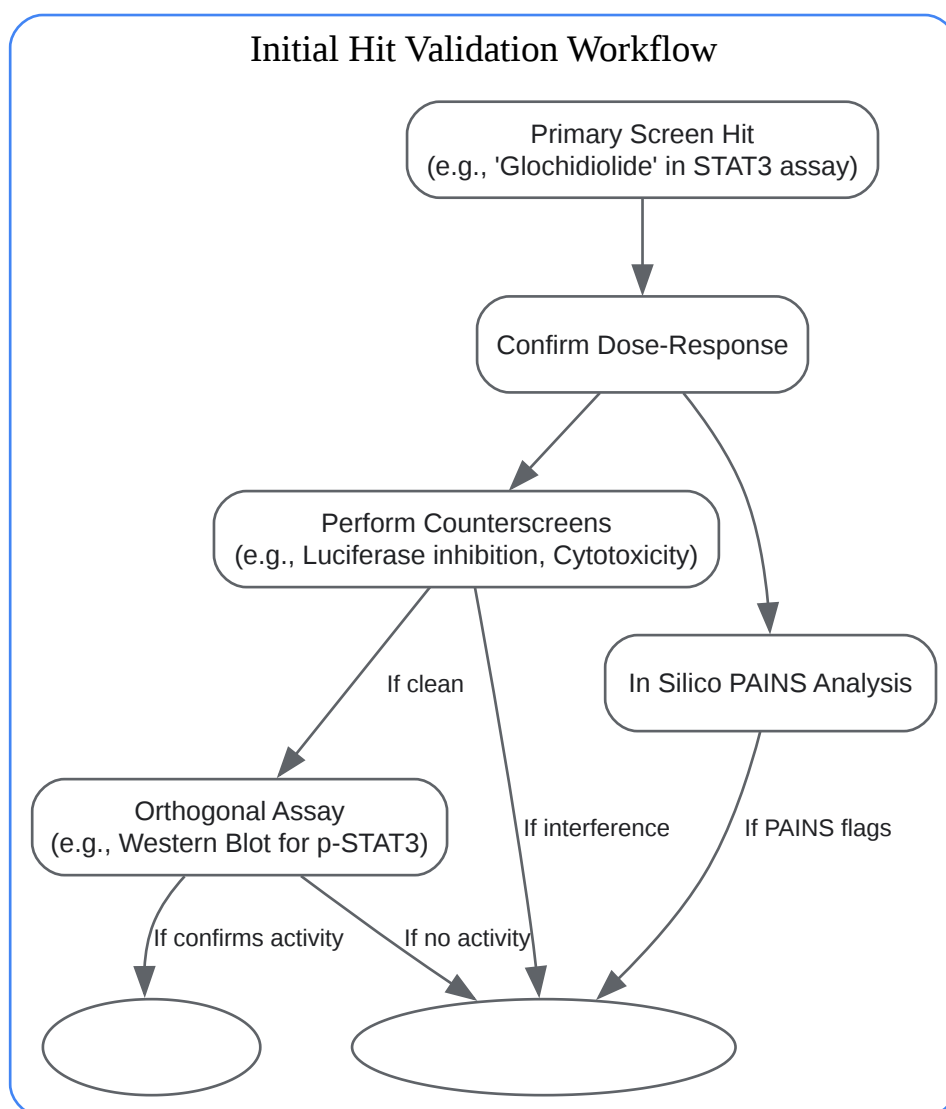 Initial Hit Validation Workflow
Primary Screen Hit
(e.g., 'Glochidiolide' in STAT3 assay)
Confirm Dose-Response
Perform Counterscreens
(e.g., Luciferase inhibition, Cytotoxicity)
In Silico PAINS Analysis
If clean
Orthogonal Assay
(e.g., Western Blot for p-STAT3)
If interference
If PAINS flags
If confirms activity
If no activity